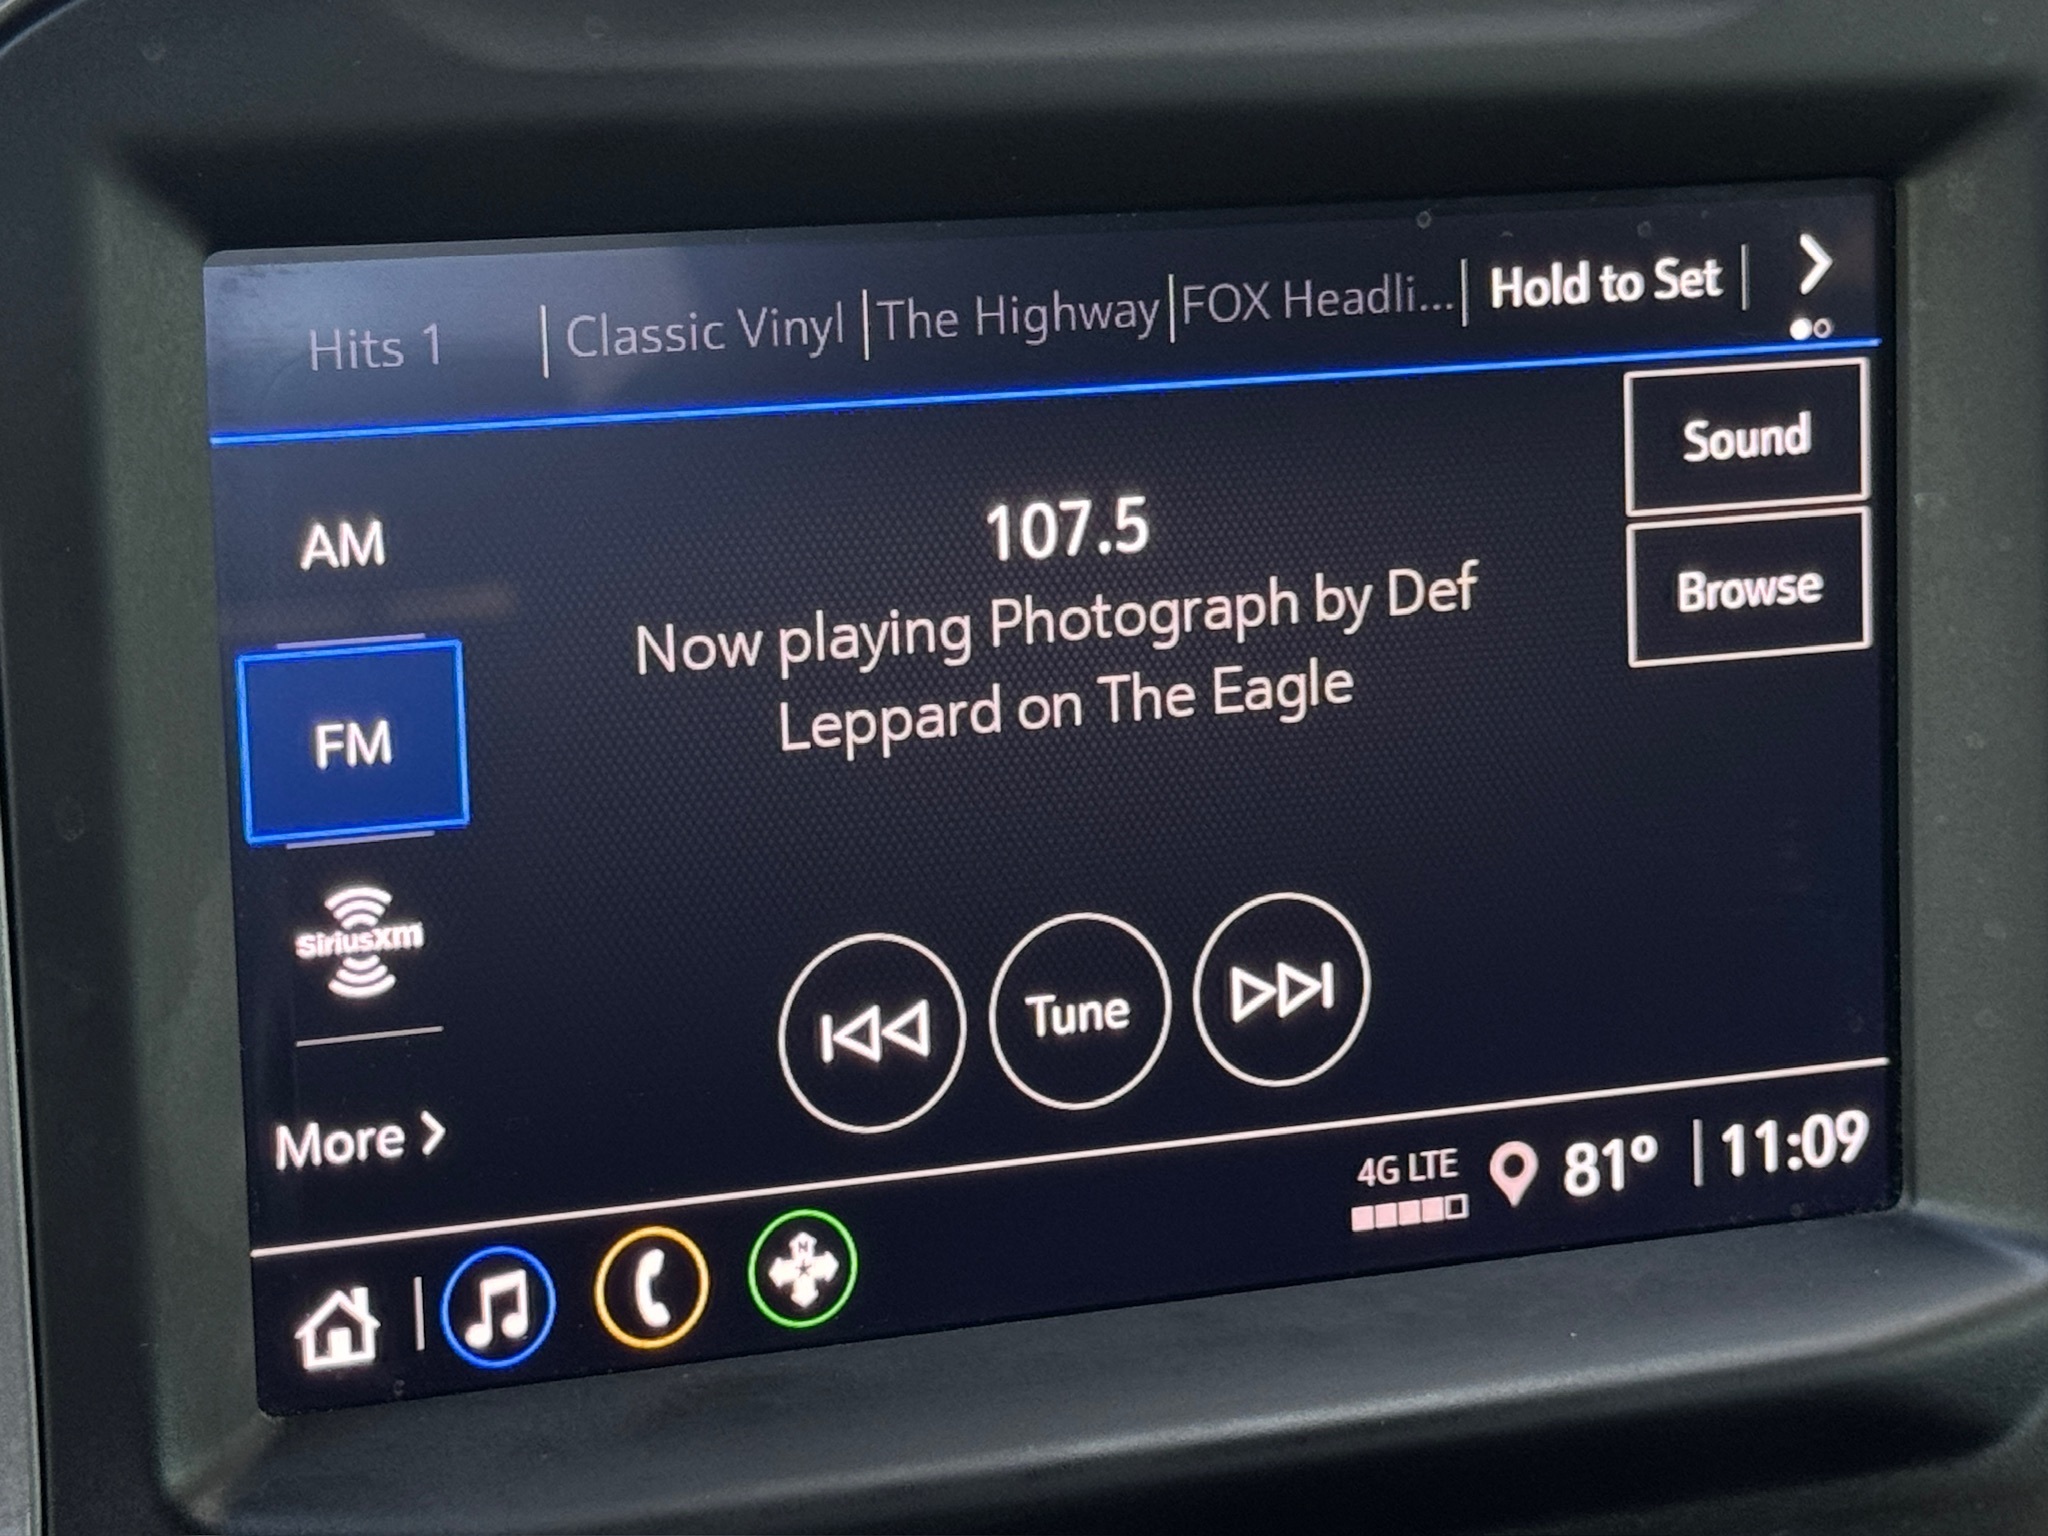 Hits 1 | Classic Vinyl | The Highway | FOX Headli... | Hold to Set |
Sound
AM
107.5
Browse
Now playing Photograph by Def
Leppard on The Eagle
FM
SiriusXM
Tune
More
4G LTE 81° | 11:09
N